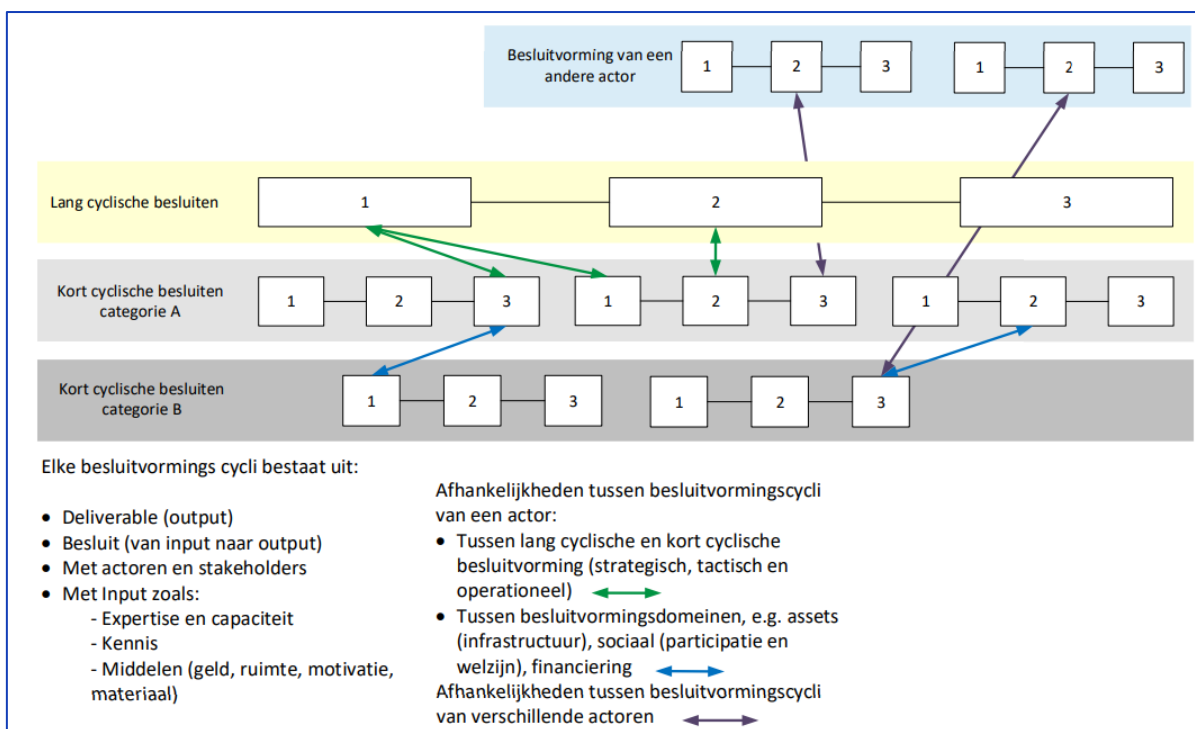 Besluitvorming van een
andere actor
1 2 3 1 2 3
Lang cyclische besluiten
1 2 3
Kort cyclische besluiten
categorie A
1 2 3 1 2 3 1 2 3
Kort cyclische besluiten
categorie B
1 2 3 1 2 3
Elke besluitvormings cycli bestaat uit:
• Deliverable (output)
• Besluit (van input naar output)
• Met actoren en stakeholders
• Met Input zoals:
- Expertise en capaciteit
- Kennis
- Middelen (geld, ruimte, motivatie,
materiaal)
Afhankelijkheden tussen besluitvormingscycli
van een actor:
• Tussen lang cyclische en kort cyclische
besluitvorming (strategisch, tactisch en
operationeel)
• Tussen besluitvormingsdomeinen, e.g. assets
(infrastructuur), sociaal (participatie en
welzijn), financiering
Afhankelijkheden tussen besluitvormingscycli
van verschillende actoren